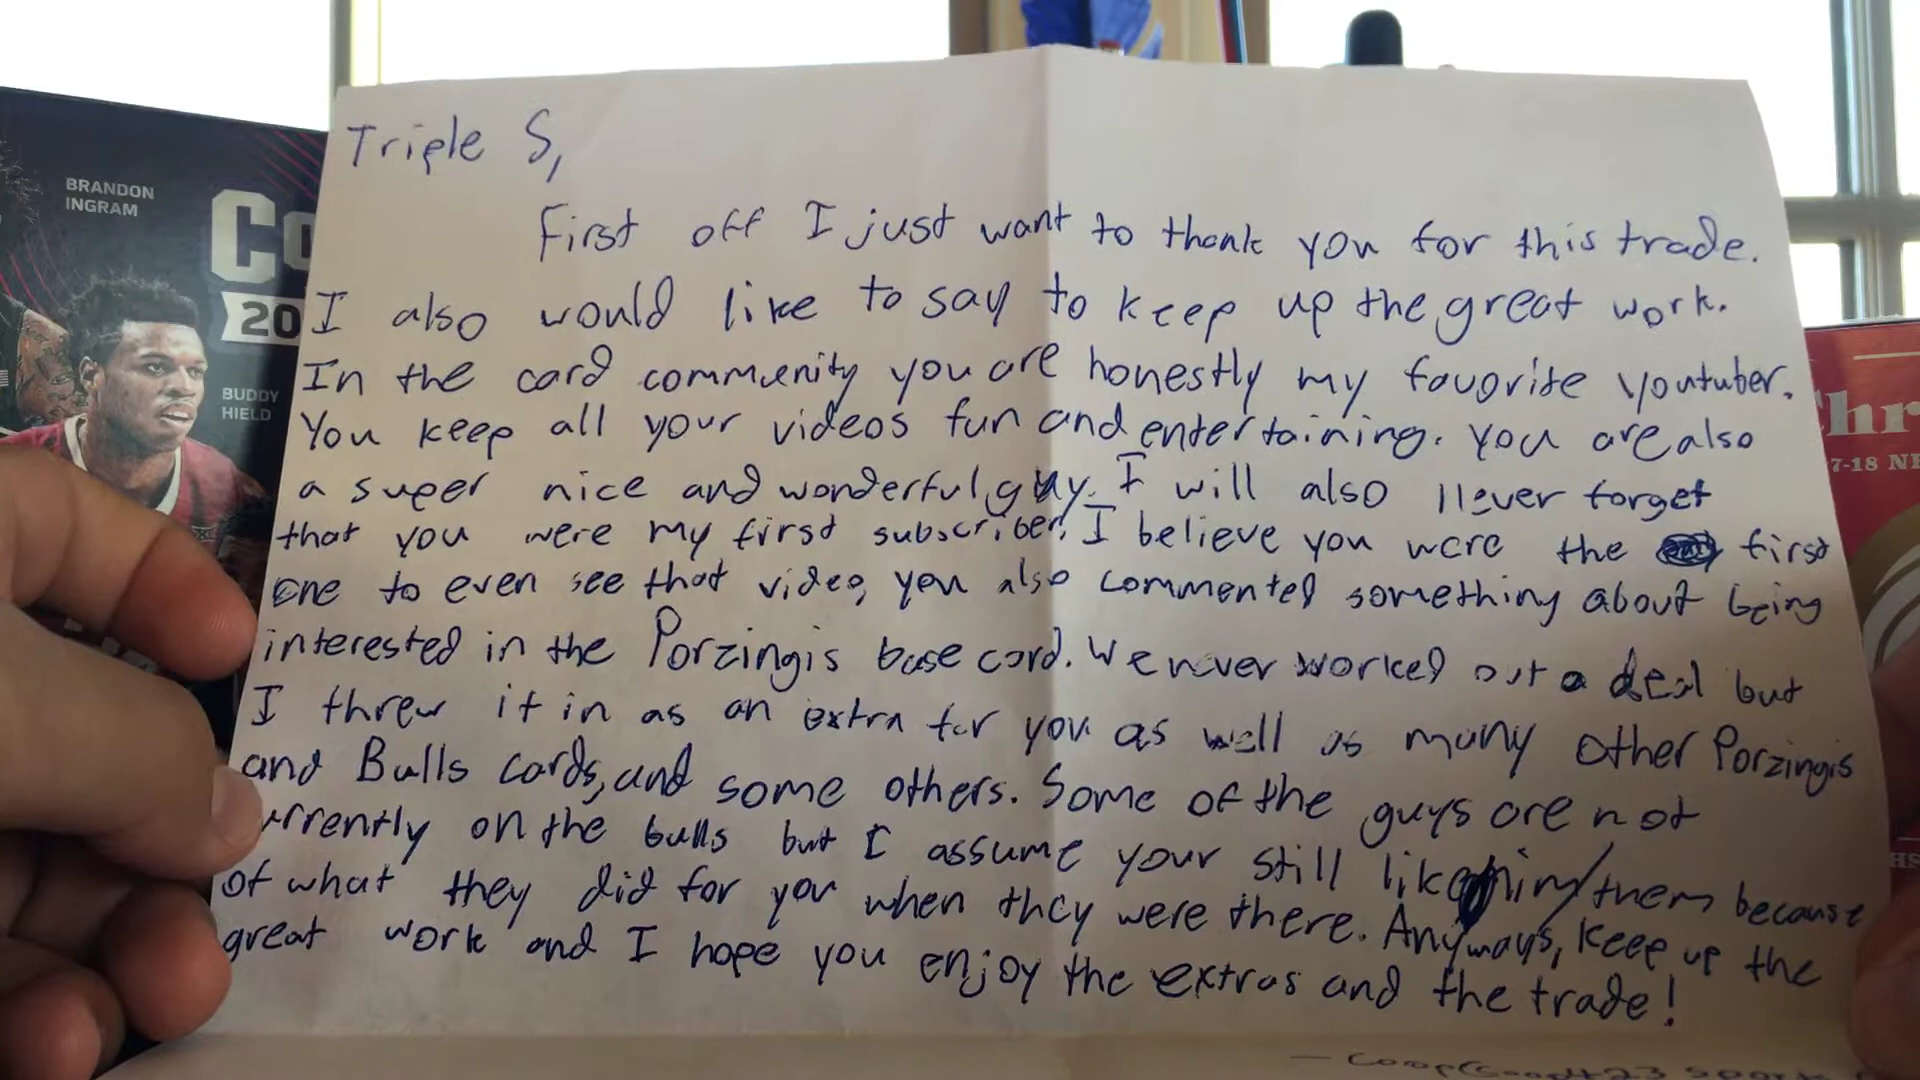 BRANDON
INGRAM
20
BUDDY
HIELD
Triple S,
First off I just want to thank you for this trade.
I also would like to say to keep up the great work.
In the card community you are honestly my favorite youtuber.
You keep all your videos fun and entertaining. You are also
a super nice and wonderful guy. I will also never forget
that you were my first subscriber. I believe you were the first
one to even see that video, you also commented something about being
interested in the Porzingis base card. We never worked out a deal but
I threw it in as an extra for you as well as many other Porzingis
and Bulls cards, and some others. Some of the guys are not
urrently on the bulls but I assume your still like him/them because
of what they did for you when they were there. Anyways, keep up the
great work and I hope you enjoy the extras and the trade!
7-18